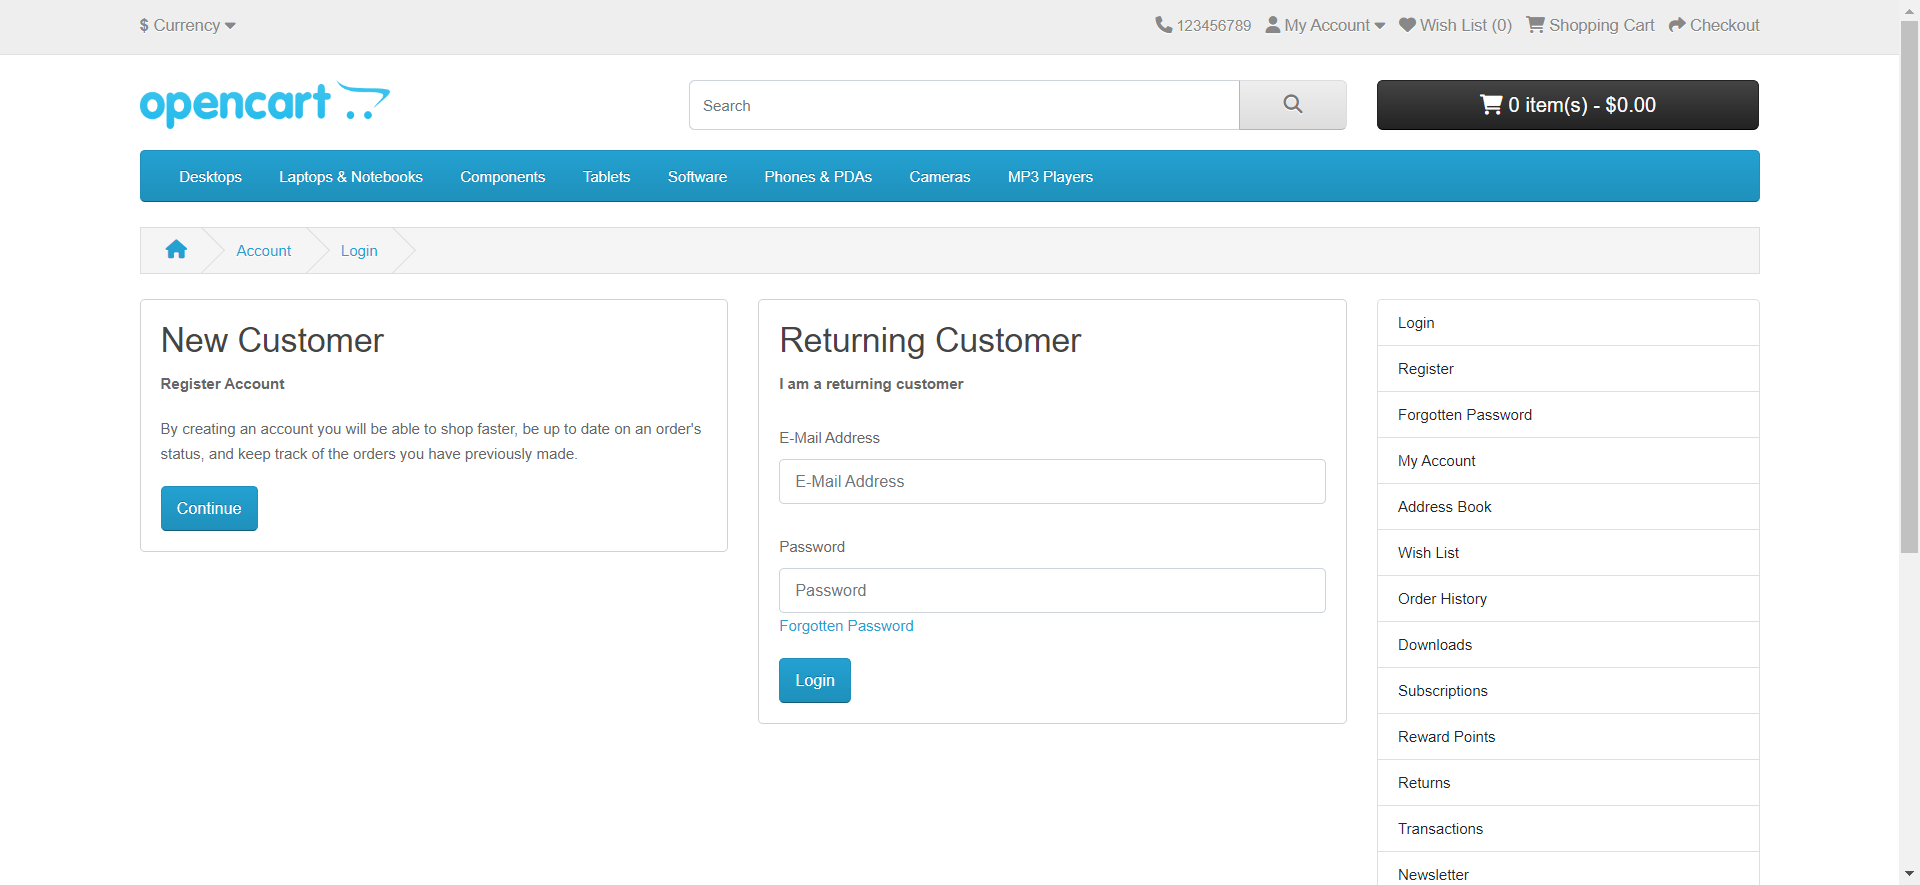 $ Currency
123456789 My Account Wish List (0) Shopping Cart Checkout
opencart
Search
0 item(s) - $0.00
Desktops Laptops & Notebooks Components Tablets Software Phones & PDAs Cameras MP3 Players
Account Login
New Customer
Register Account
By creating an account you will be able to shop faster, be up to date on an order's
status, and keep track of the orders you have previously made.
Continue
Returning Customer
I am a returning customer
E-Mail Address
E-Mail Address
Password
Password
Forgotten Password
Login
Login
Register
Forgotten Password
My Account
Address Book
Wish List
Order History
Downloads
Subscriptions
Reward Points
Returns
Transactions
Newsletter